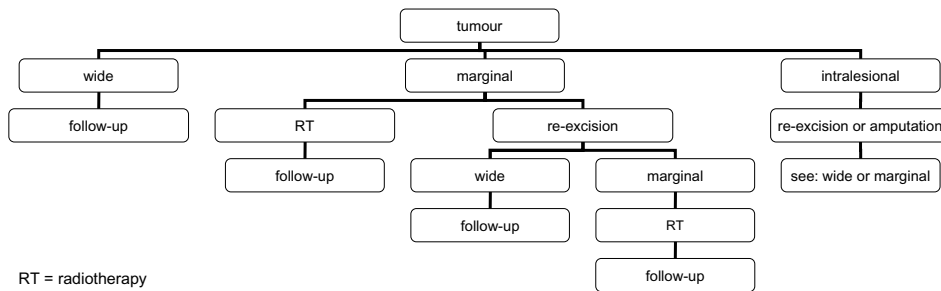 tumour
wide
marginal
intralesional
follow-up
RT
re-excision
re-excision or amputation
follow-up
wide
marginal
see: wide or marginal
follow-up
RT
follow-up
RT = radiotherapy